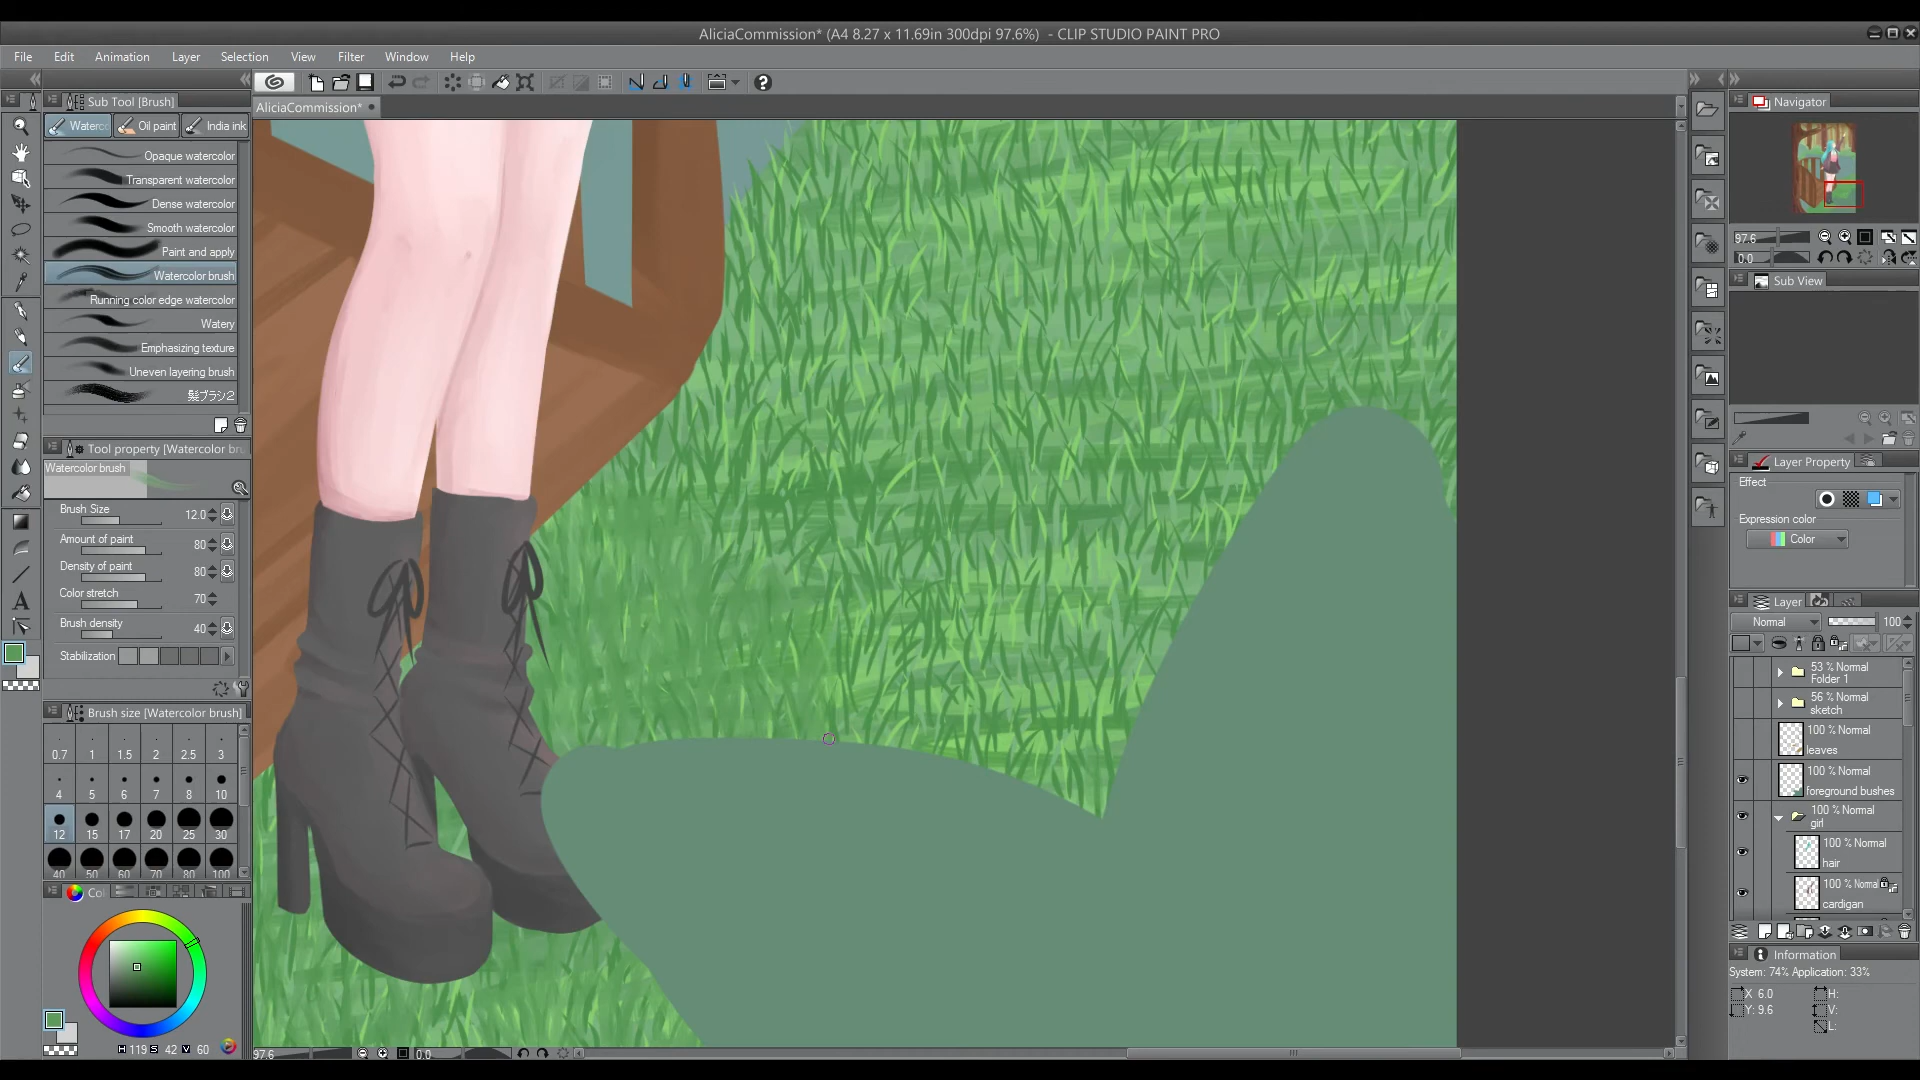 AliciaCommission* (A4 8.27 x 11.69in 300dpi 97.6%) - CLIP STUDIO PAINT PRO
File Edit Animation Layer Selection View Filter Window Help
Sub Tool [Brush]
AliciaCommission*
Navigator
Waterc Oil paint India ink
Opaque watercolor
Transparent watercolor
Dense watercolor
Smooth watercolor
Paint and apply
Watercolor brush
Running color edge watercolor
Watery
Emphasizing texture
Uneven layering brush
髪ブラシ2
97.6
0.0
Sub View
Tool property [Watercolor bru
Watercolor brush
Brush Size 12.0
Amount of paint 80
Density of paint 80
Color stretch 70
Brush density 40
Stabilization
Brush size [Watercolor brush]
0.7 1 1.5 2 2.5 3
4 5 6 7 8 10
12 15 17 20 25 30
40 50 60 70 80 100
Col
H 119 S 42 V 60
97.6 0.0
Layer Property
Effect
Expression color
Color
Layer
Normal 100
53 % Normal
Folder 1
56 % Normal
sketch
100 % Normal
leaves
100 % Normal
foreground bushes
100 % Normal
girl
100 % Normal
hair
100 % Norma
cardigan
Information
System: 74% Application: 33%
X 6.0 H:
Y: 9.6 V:
L: